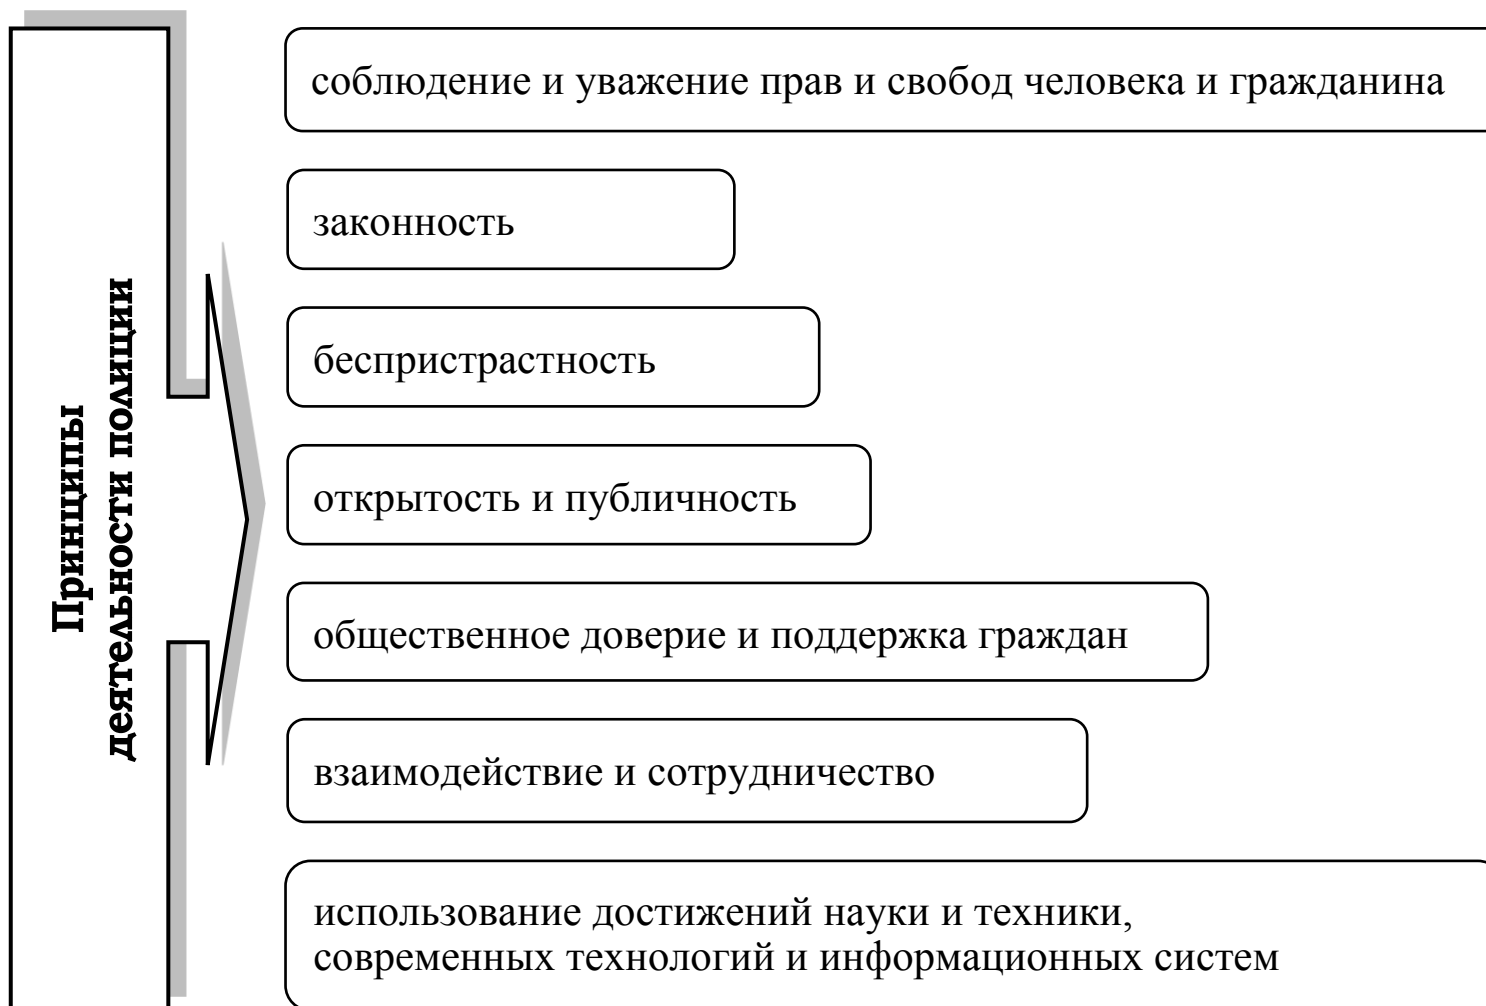 Принципы
деятельности полиции
соблюдение и уважение прав и свобод человека и гражданина
законность
беспристрастность
открытость и публичность
общественное доверие и поддержка граждан
взаимодействие и сотрудничество
использование достижений науки и техники,
современных технологий и информационных систем